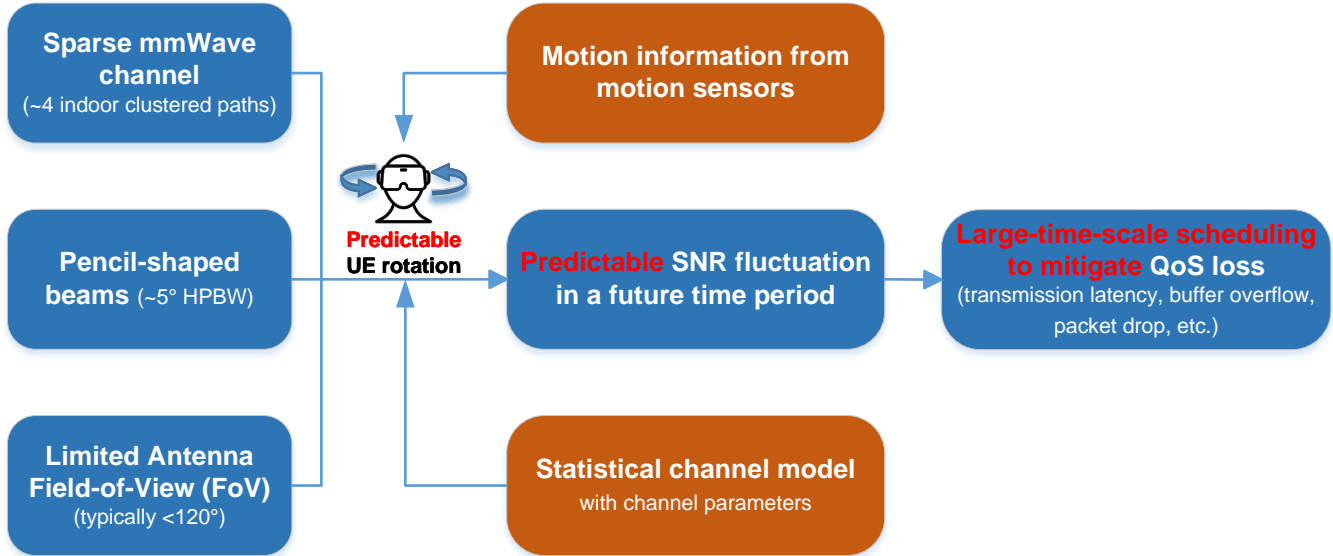 Sparse mmWave
channel
(~4 indoor clustered paths)
Motion information from
motion sensors
Predictable
UE rotation
Pencil-shaped
beams (~5° HPBW)
Predictable SNR fluctuation
in a future time period
Large-time-scale scheduling
to mitigate QoS loss
(transmission latency, buffer overflow,
packet drop, etc.)
Limited Antenna
Field-of-View (FoV)
(typically <120°)
Statistical channel model
with channel parameters